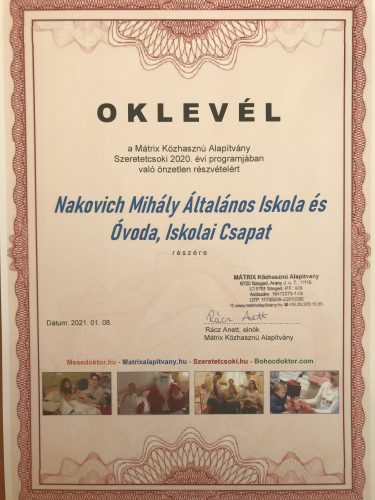 OKLEVÉL
a Mátrix Közhasznú Alapítvány
Szeretetcsoki 2020. évi programjában
való önzetlen részvételért
Nakovich Mihály Általános Iskola és
Óvoda, Iskolai Csapat
részére
MÁTRIX Közhasznú Alapítvány
6720 Szeged, Arany J. u. 7.
Dátum: 2021. 01. 08.
Rácz Anett
Rácz Anett, elnök
Mátrix Közhasznú Alapítvány
Mesedoktor.hu - Matrixalapitvany.hu - Szeretetcsoki.hu - Bohocdoktor.com